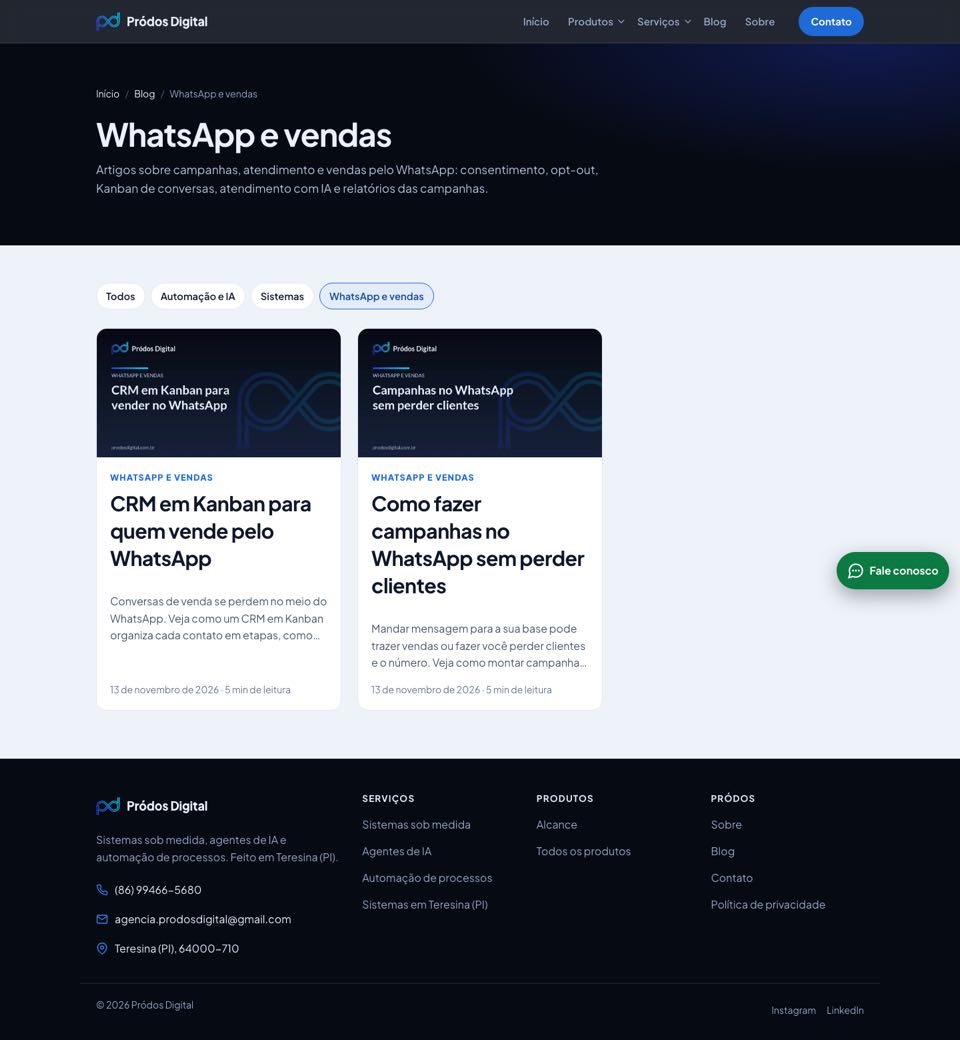 Pródos Digital
Início
Produtos
Serviços
Blog
Sobre
Contato
Início / Blog / WhatsApp e vendas
WhatsApp e vendas
Artigos sobre campanhas, atendimento e vendas pelo WhatsApp: consentimento, opt-out,
Kanban de conversas, atendimento com IA e relatórios das campanhas.
Todos
Automação e IA
Sistemas
WhatsApp e vendas
Pródos Digital
WHATSAPP E VENDAS
CRM em Kanban para
vender no WhatsApp
prodosdigital.com.br
WHATSAPP E VENDAS
CRM em Kanban para
quem vende pelo
WhatsApp
Conversas de venda se perdem no meio do
WhatsApp. Veja como um CRM em Kanban
organiza cada contato em etapas, como…
13 de novembro de 2026 · 5 min de leitura
Pródos Digital
WHATSAPP E VENDAS
Campanhas no WhatsApp
sem perder clientes
prodosdigital.com.br
WHATSAPP E VENDAS
Como fazer
campanhas no
WhatsApp sem perder
clientes
Mandar mensagem para a sua base pode
trazer vendas ou fazer você perder clientes
e o número. Veja como montar campanha…
13 de novembro de 2026 · 5 min de leitura
Fale conosco
Pródos Digital
Sistemas sob medida, agentes de IA e
automação de processos. Feito em Teresina (PI).
(86) 99466-5680
agencia.prodosdigital@gmail.com
Teresina (PI), 64000-710
SERVIÇOS
Sistemas sob medida
Agentes de IA
Automação de processos
Sistemas em Teresina (PI)
PRODUTOS
Alcance
Todos os produtos
PRÓDOS
Sobre
Blog
Contato
Política de privacidade
© 2026 Pródos Digital
Instagram
LinkedIn